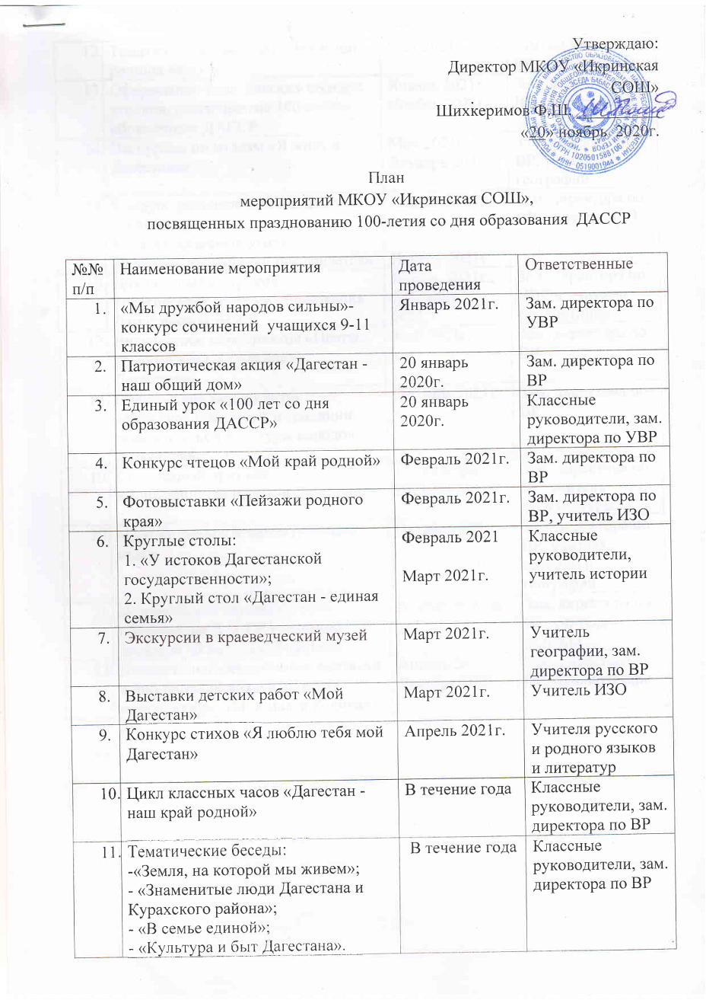 Утверждаю:
Директор МКОУ «Икринская
СОШ»
Шихкеримов Ф.Ш.
«20» ноябрь 2020г.
План
мероприятий МКОУ «Икринская СОШ»,
посвященных празднованию 100-летия со дня образования ДАССР
№№ п/п Наименование мероприятия Дата проведения Ответственные
1. «Мы дружбой народов сильны»- Январь 2021г. Зам. директора по
конкурс сочинений учащихся 9-11 УВР
классов
2. Патриотическая акция «Дагестан - 20 январь Зам. директора по
наш общий дом» 2020г. ВР
3. Единый урок «100 лет со дня 20 январь Классные
образования ДАССР» 2020г. руководители, зам.
директора по УВР
4. Конкурс чтецов «Мой край родной» Февраль 2021г. Зам. директора по
ВР
5. Фотовыставки «Пейзажи родного Февраль 2021г. Зам. директора по
края» ВР, учитель ИЗО
6. Круглые столы: Февраль 2021 Классные
1. «У истоков Дагестанской руководители,
государственности»; Март 2021г. учитель истории
2. Круглый стол «Дагестан - единая
семья»
7. Экскурсии в краеведческий музей Март 2021г. Учитель
географии, зам.
директора по ВР
8. Выставки детских работ «Мой Март 2021г. Учитель ИЗО
Дагестан»
9. Конкурс стихов «Я люблю тебя мой Апрель 2021г. Учителя русского
Дагестан» и родного языков
и литератур
10. Цикл классных часов «Дагестан - В течение года Классные
наш край родной» руководители, зам.
директора по ВР
11. Тематические беседы: В течение года Классные
-«Земля, на которой мы живем»; руководители, зам.
- «Знаменитые люди Дагестана и директора по ВР
Курахского района»;
- «В семье единой»;
- «Культура и быт Дагестана».
ОГРН 1020501588106
ИНН 0519001944